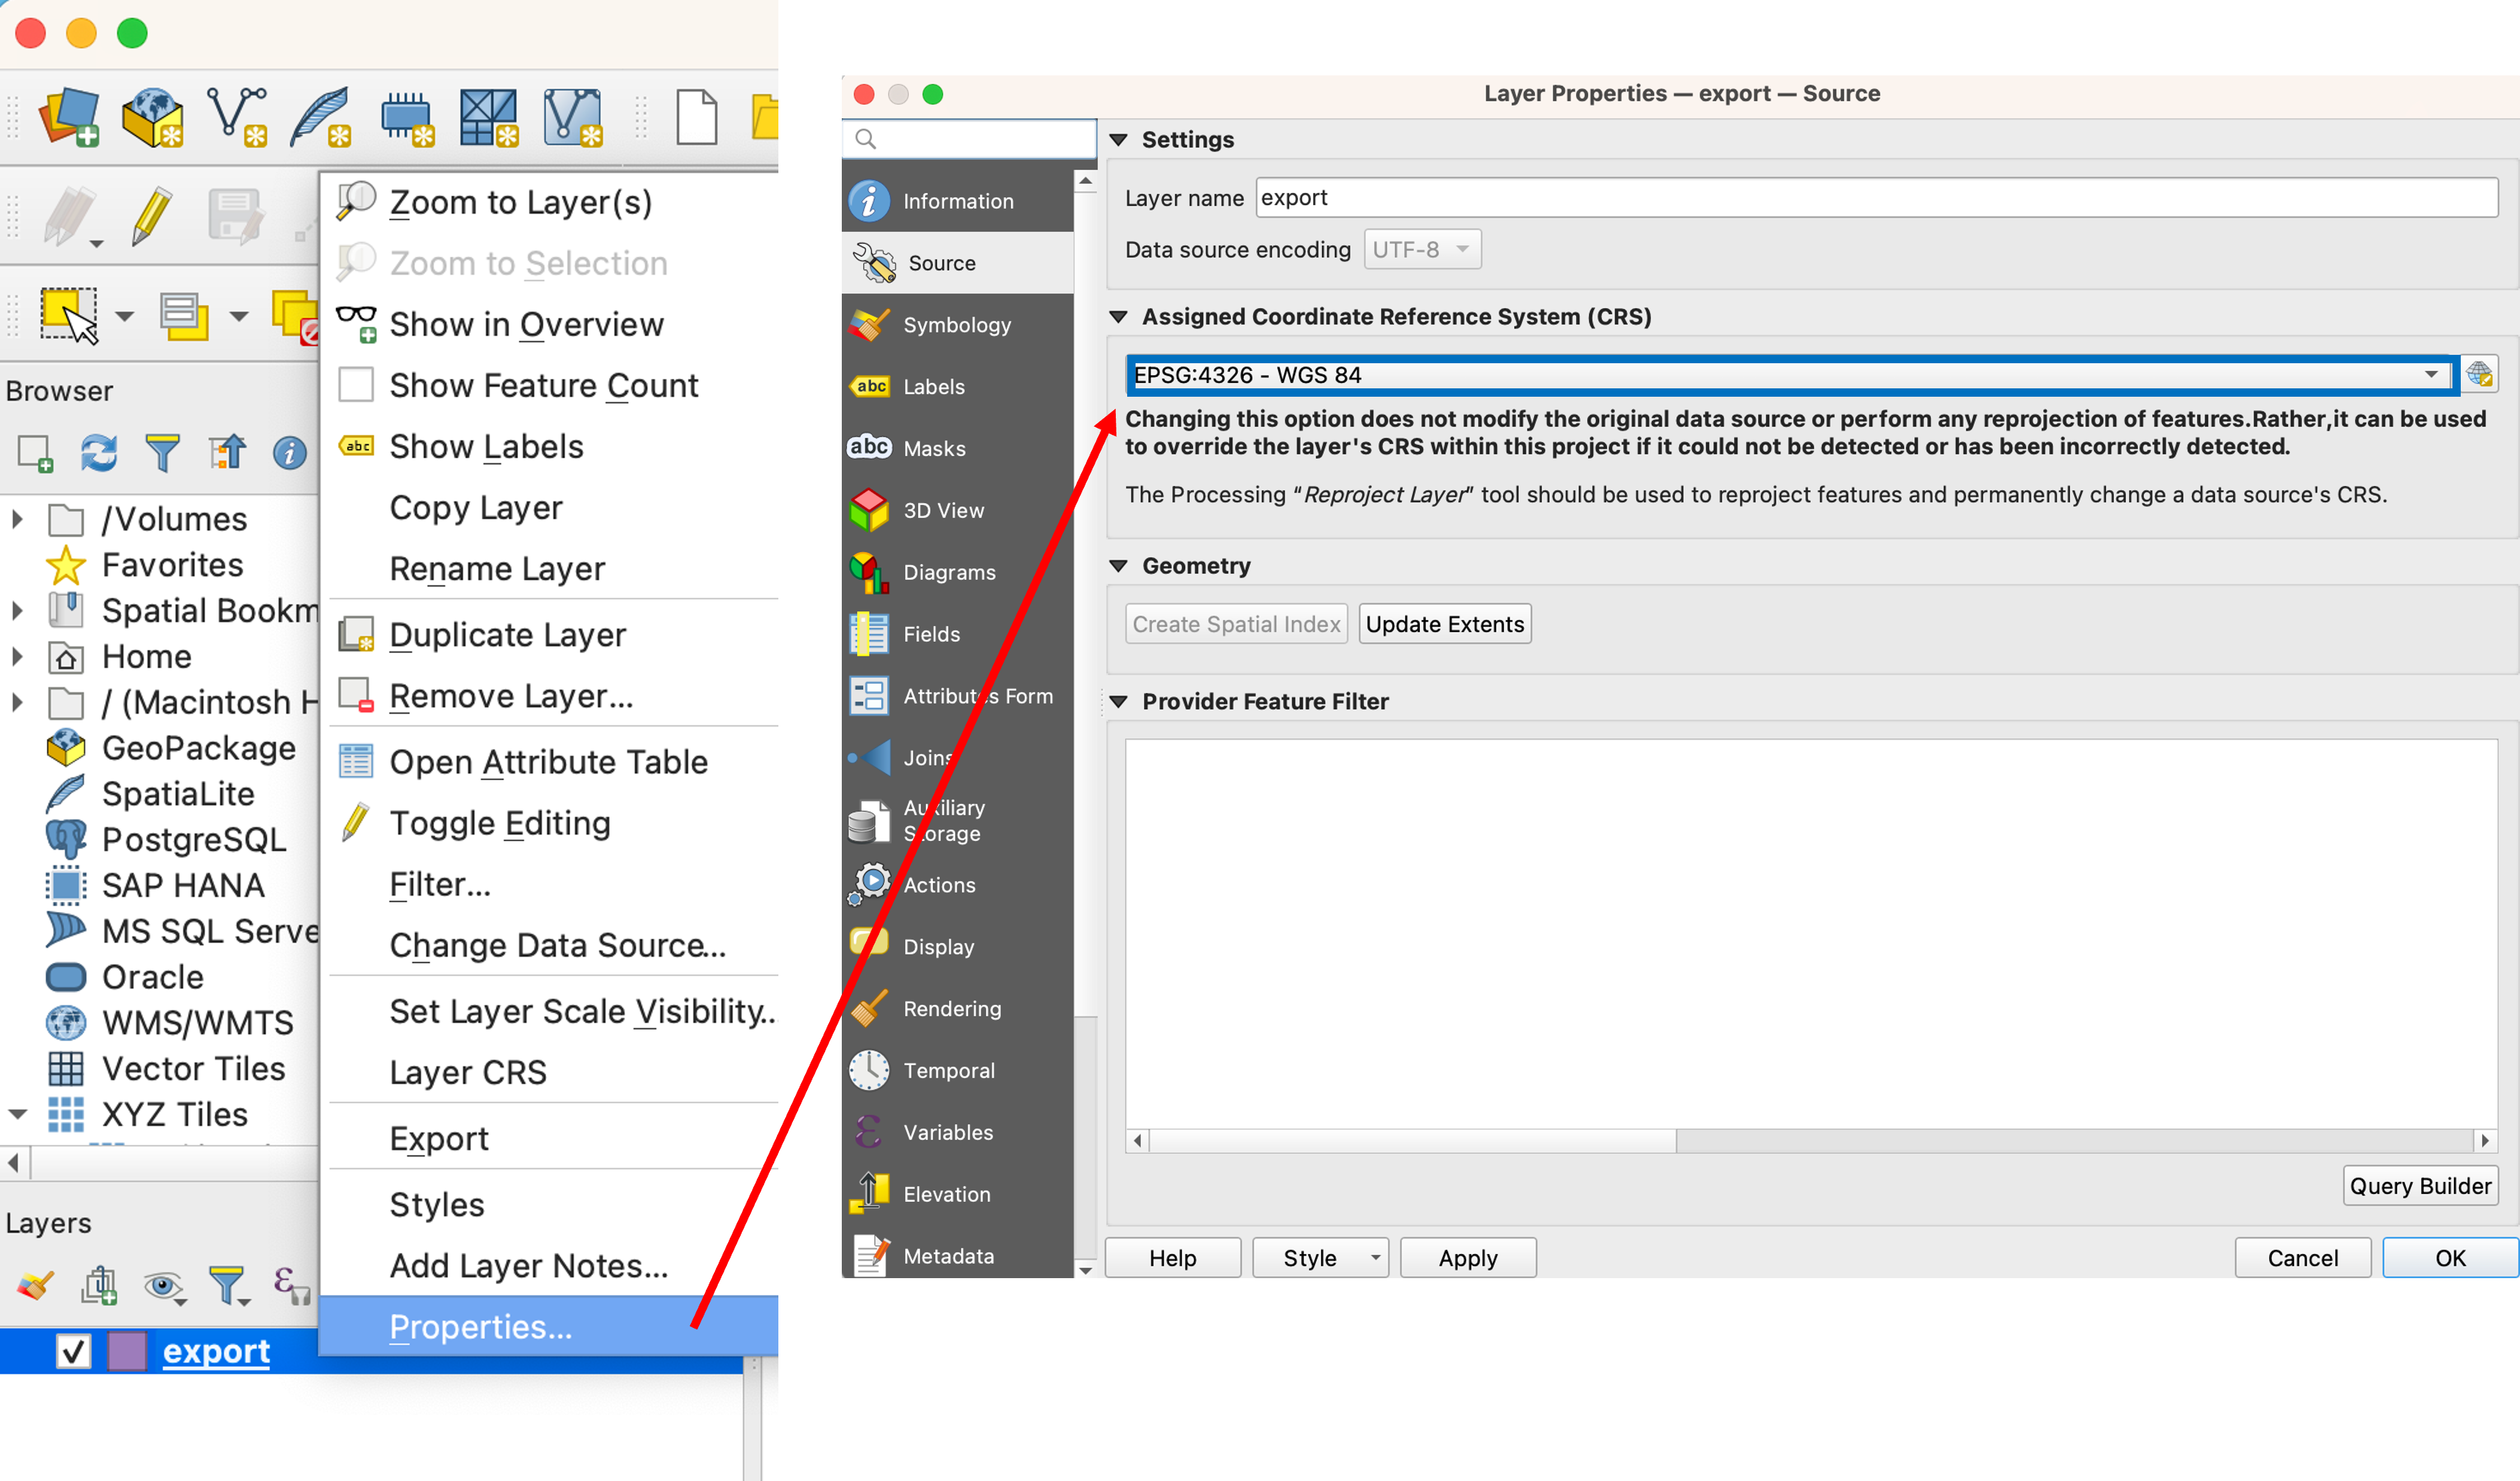 Zoom to Layer(s)
Zoom to Selection
Show in Overview
Show Feature Count
abc
Show Labels
Copy Layer
Rename Layer
Duplicate Layer
Remove Layer...
Open Attribute Table
Toggle Editing
Filter...
Change Data Source...
Set Layer Scale Visibility...
Layer CRS
Export
Styles
Add Layer Notes...
Properties...
Browser
/Volumes
Favorites
Spatial Bookm
Home
/ (Macintosh H
GeoPackage
SpatiaLite
PostgreSQL
SAP HANA
MS SQL Serve
Oracle
WMS/WMTS
Vector Tiles
XYZ Tiles
Layers
export
Layer Properties — export — Source
Information
Source
Symbology
abc Labels
abc Masks
3D View
Diagrams
Fields
Attributes Form
Joins
Auxiliary
Storage
Actions
Display
Rendering
Temporal
Variables
Elevation
Metadata
Settings
Layer name export
Data source encoding UTF-8
Assigned Coordinate Reference System (CRS)
EPSG:4326 - WGS 84
Changing this option does not modify the original data source or perform any reprojection of features.Rather,it can be used
to override the layer's CRS within this project if it could not be detected or has been incorrectly detected.
The Processing “Reproject Layer” tool should be used to reproject features and permanently change a data source's CRS.
Geometry
Create Spatial Index Update Extents
Provider Feature Filter
Query Builder
Help Style Apply Cancel OK